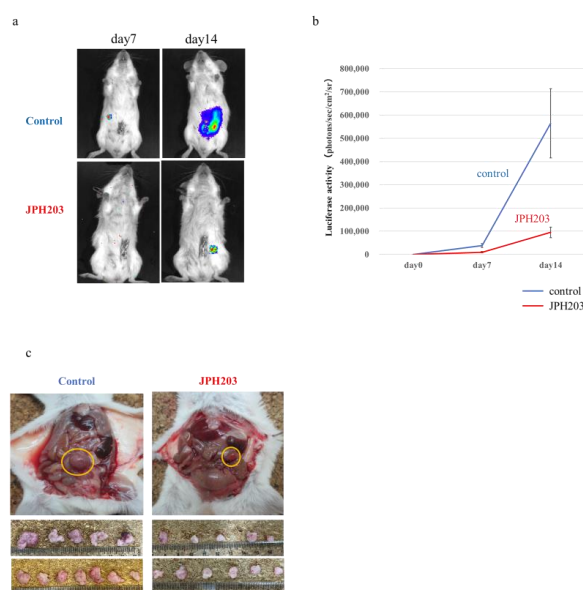 a
day7 day14
Control
JPH203
b
Luciferase activity (photons/sec/cm²/sr)
800,000
700,000
600,000
500,000
400,000
300,000
200,000
100,000
0
control
JPH203
day0 day7 day14
control
JPH203
c
Control JPH203